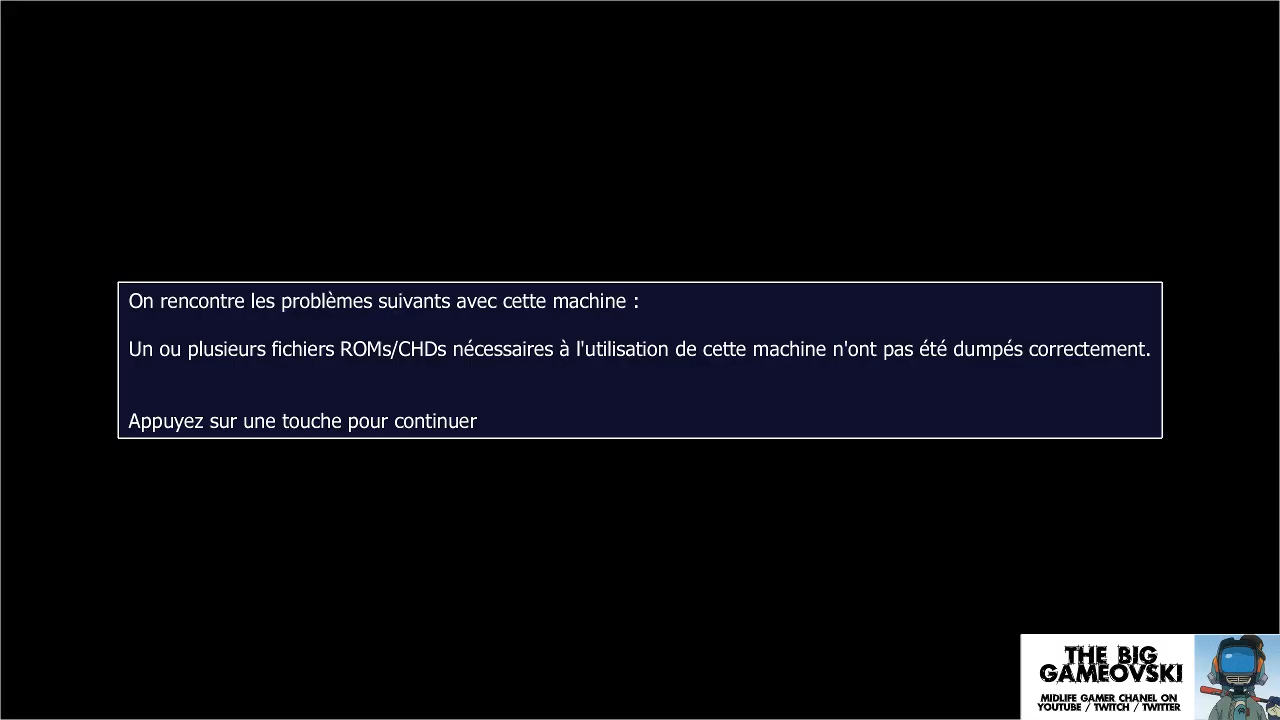 On rencontre les problèmes suivants avec cette machine :
Un ou plusieurs fichiers ROMs/CHDs nécessaires à l'utilisation de cette machine n'ont pas été dumpés correctement.
Appuyez sur une touche pour continuer
THE BIG
GAMEOVSKI
MIDLIFE GAMER CHANEL ON
YOUTUBE / TWITCH / TWITTER